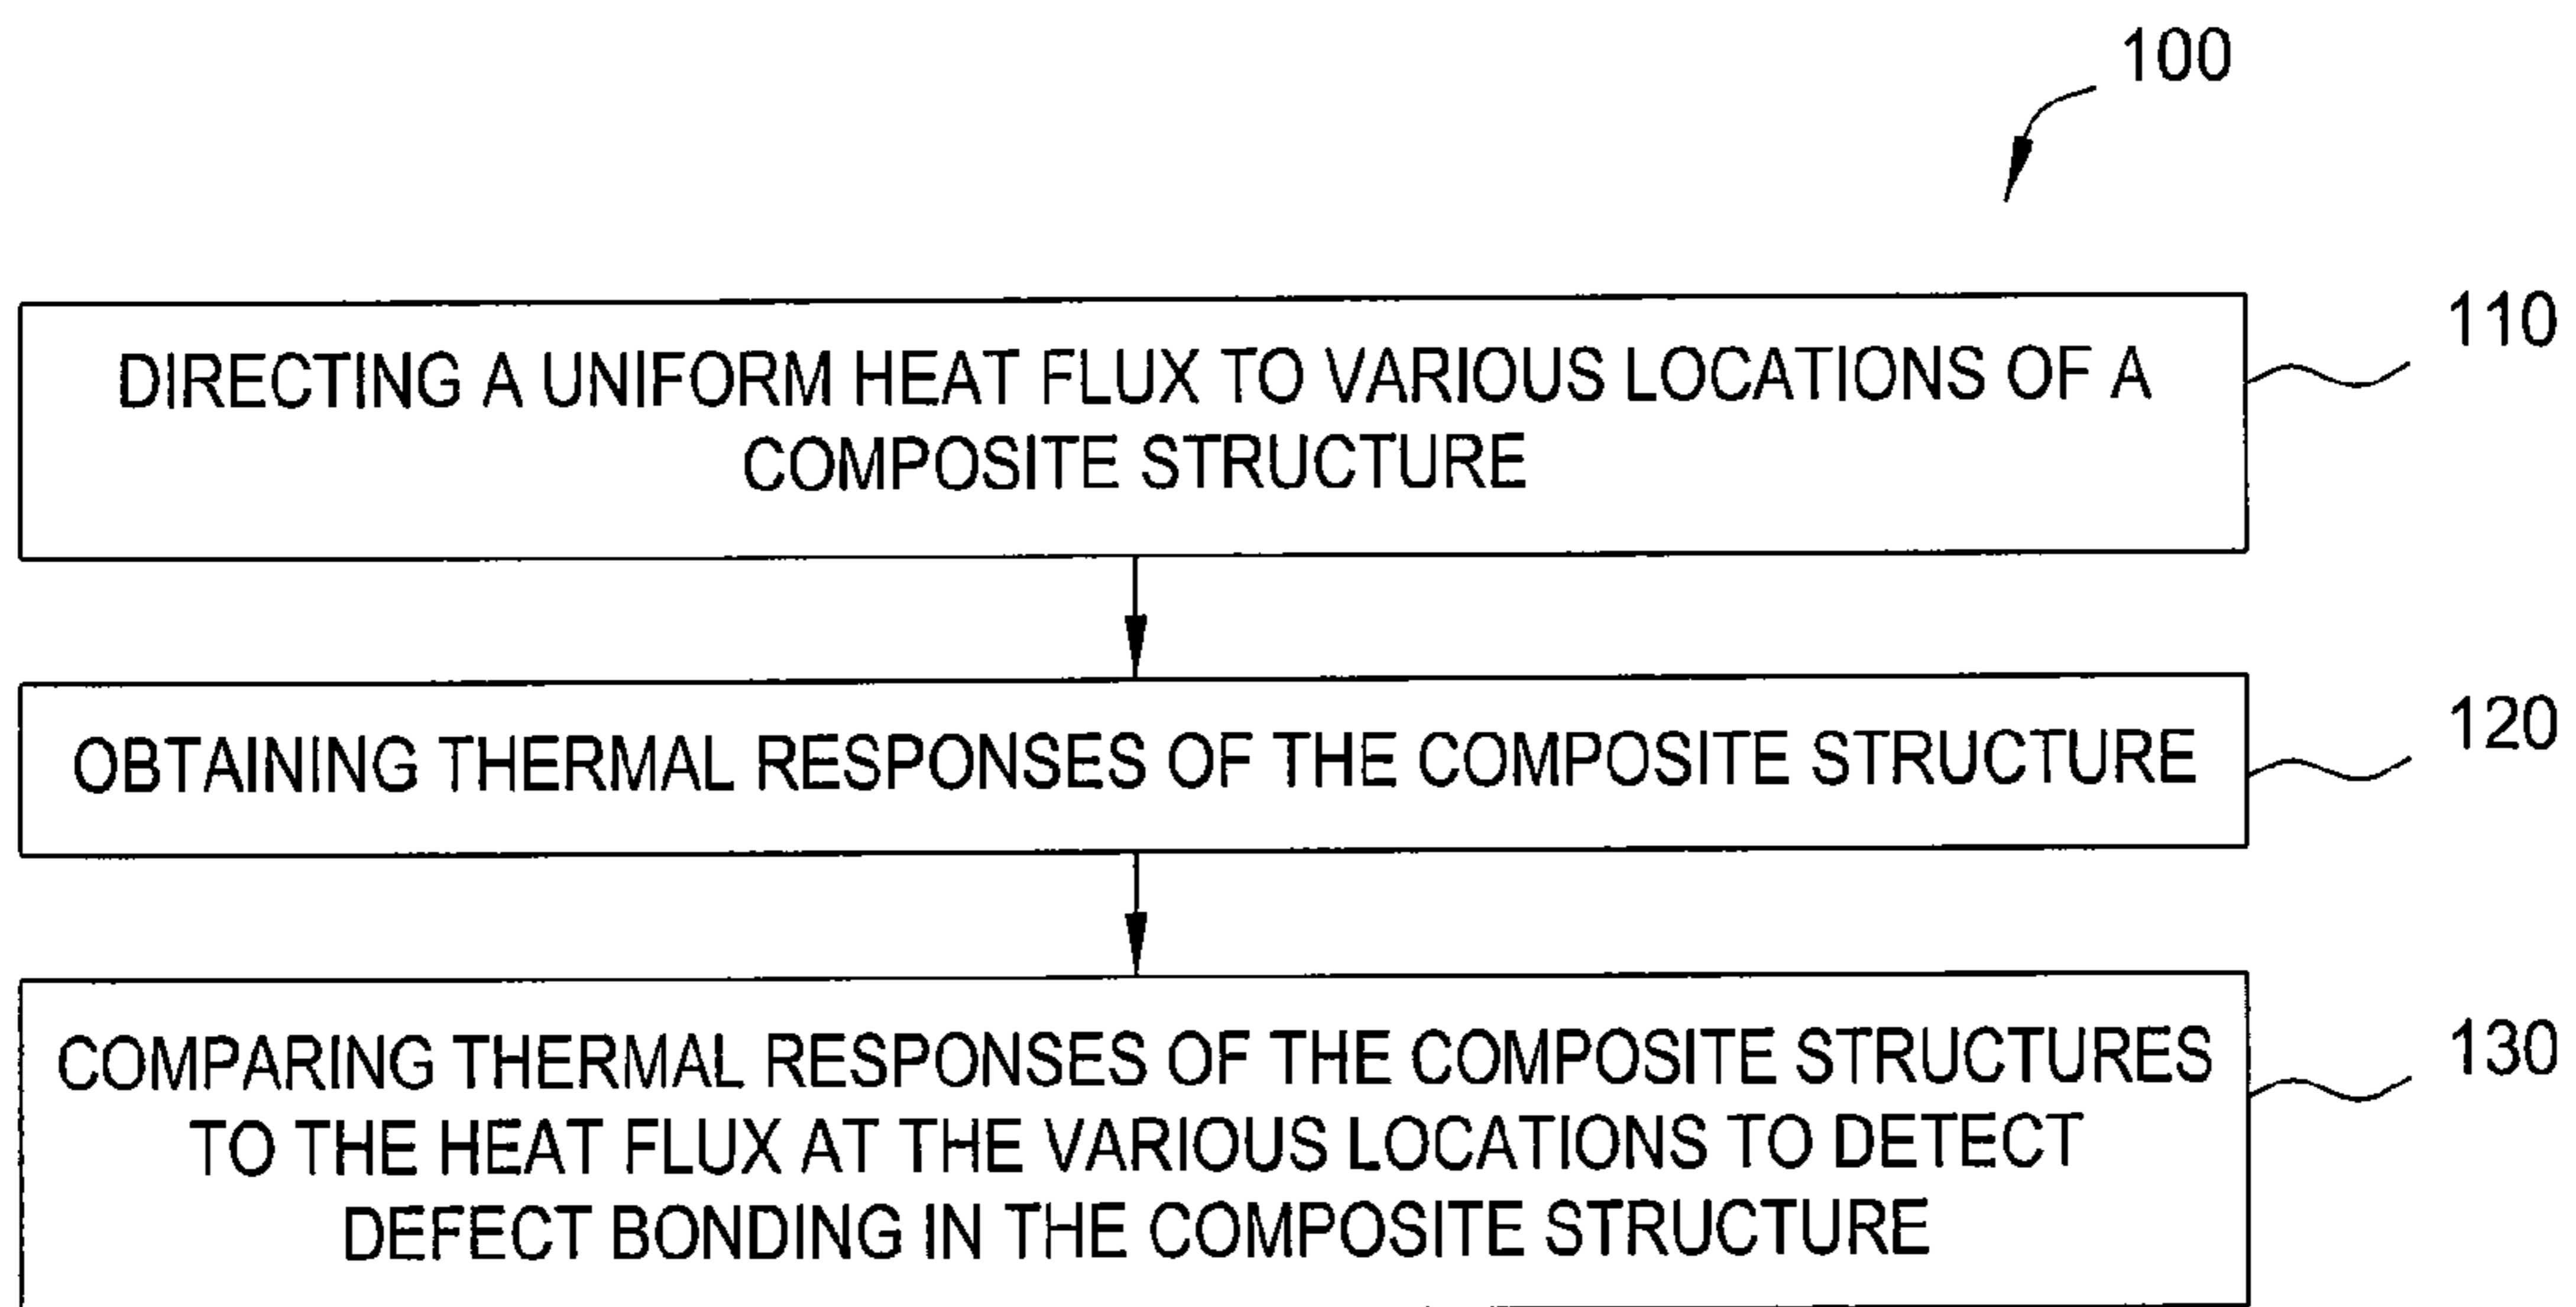 100
DIRECTING A UNIFORM HEAT FLUX TO VARIOUS LOCATIONS OF A
COMPOSITE STRUCTURE
110
OBTAINING THERMAL RESPONSES OF THE COMPOSITE STRUCTURE
120
COMPARING THERMAL RESPONSES OF THE COMPOSITE STRUCTURES
TO THE HEAT FLUX AT THE VARIOUS LOCATIONS TO DETECT
DEFECT BONDING IN THE COMPOSITE STRUCTURE
130